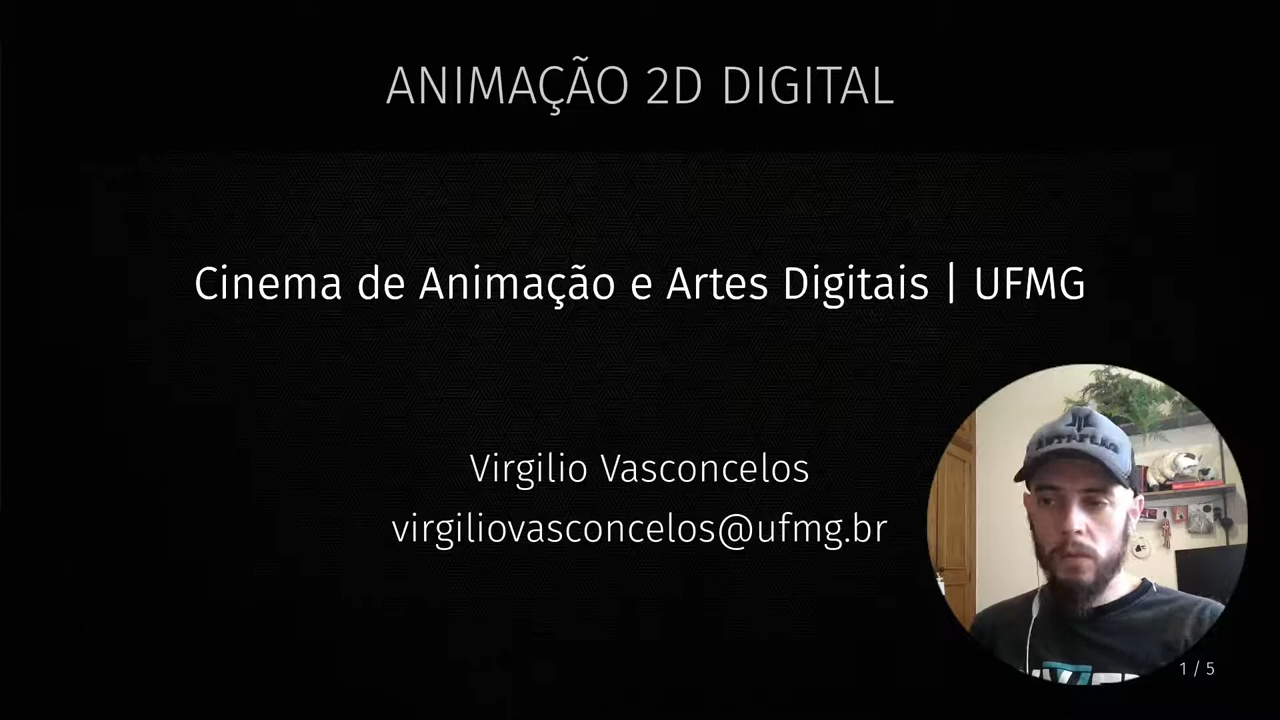 ANIMAÇÃO 2D DIGITAL
Cinema de Animação e Artes Digitais | UFMG
Virgilio Vasconcelos
virgiliovasconcelos@ufmg.br
1 / 5